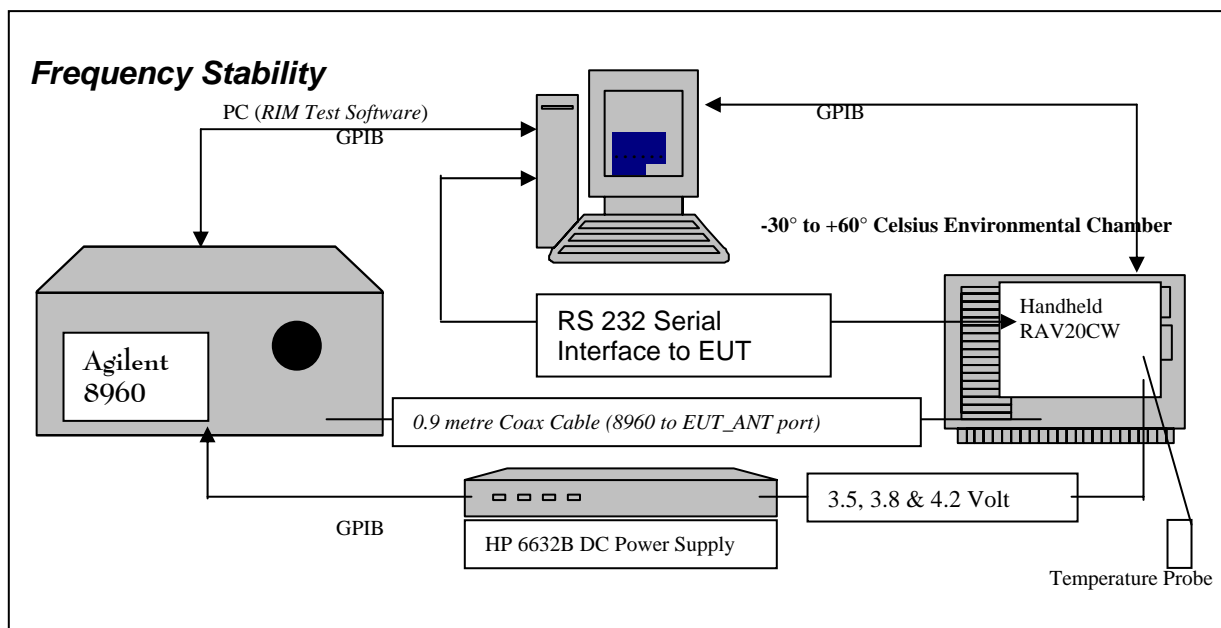 Frequency Stability
PC (RIM Test Software)
GPIB
GPIB
-30° to +60° Celsius Environmental Chamber
Handheld
RAV20CW
RS 232 Serial
Interface to EUT
Agilent
8960
0.9 metre Coax Cable (8960 to EUT_ANT port)
3.5, 3.8 & 4.2 Volt
GPIB
HP 6632B DC Power Supply
Temperature Probe